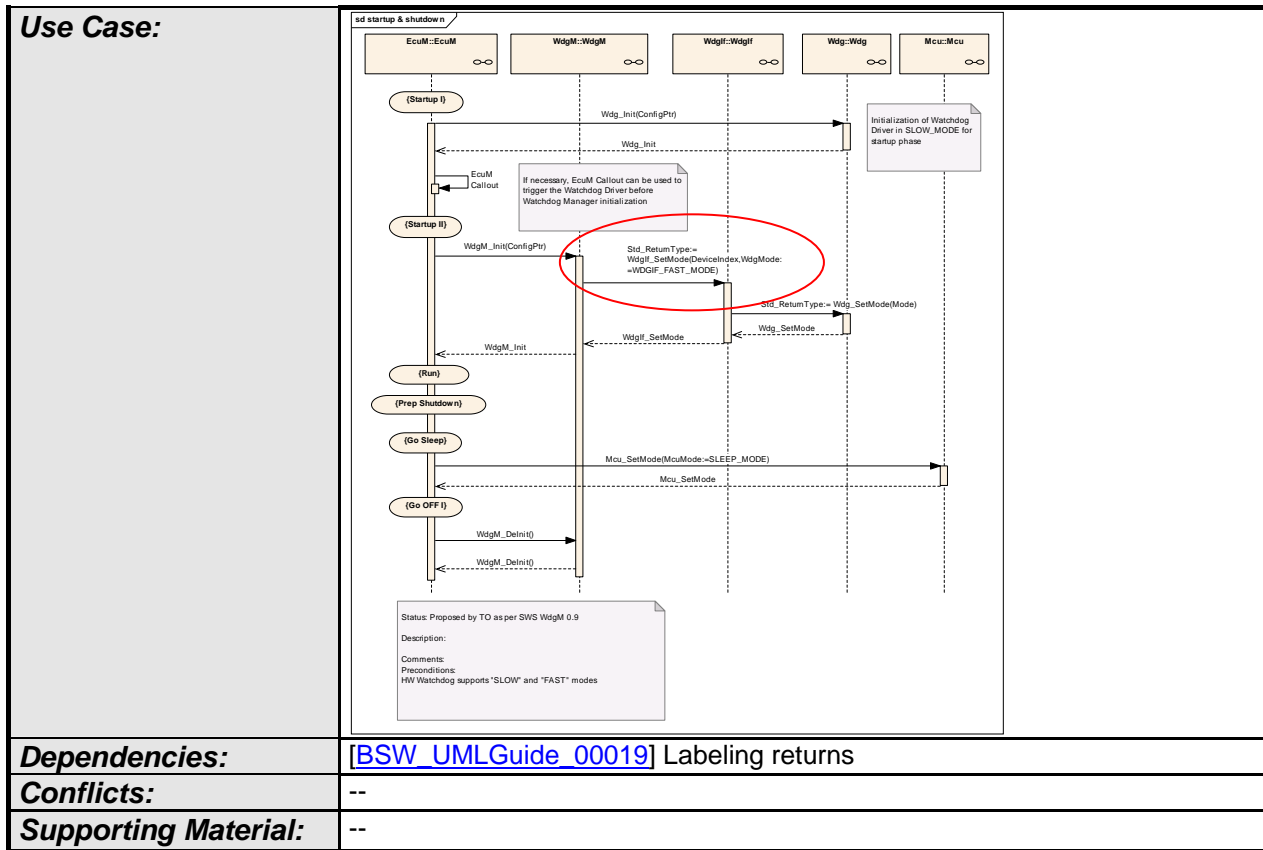 Use Case:
sd startup & shutdown
EcuM::EcuM
WdgM::WdgM
WdgIf::WdgIf
Wdg::Wdg
Mcu::Mcu
{Startup I}
Wdg_Init(ConfigPtr)
Initialization of Watchdog
Driver in SLOW_MODE for
startup phase
Wdg_Init
EcuM
Callout
If necessary, EcuM Callout can be used to
trigger the Watchdog Driver before
Watchdog Manager initialization
{Startup II}
WdgM_Init(ConfigPtr)
Std_ReturnType:=
WdgIf_SetMode(DeviceIndex,WdgMode:
=WDGIF_FAST_MODE)
Std_ReturnType:= Wdg_SetMode(Mode)
Wdg_SetMode
WdgIf_SetMode
WdgM_Init
{Run}
{Prep Shutdown}
{Go Sleep}
Mcu_SetMode(McuMode:=SLEEP_MODE)
Mcu_SetMode
{Go OFF I}
WdgM_DeInit()
WdgM_DeInit()
Status: Proposed by TO as per SWS WdgM 0.9
Description:
Comments:
Preconditions:
HW Watchdog supports "SLOW" and "FAST" modes
Dependencies:
[BSW_UMLGuide_00019] Labeling returns
Conflicts:
--
Supporting Material:
--